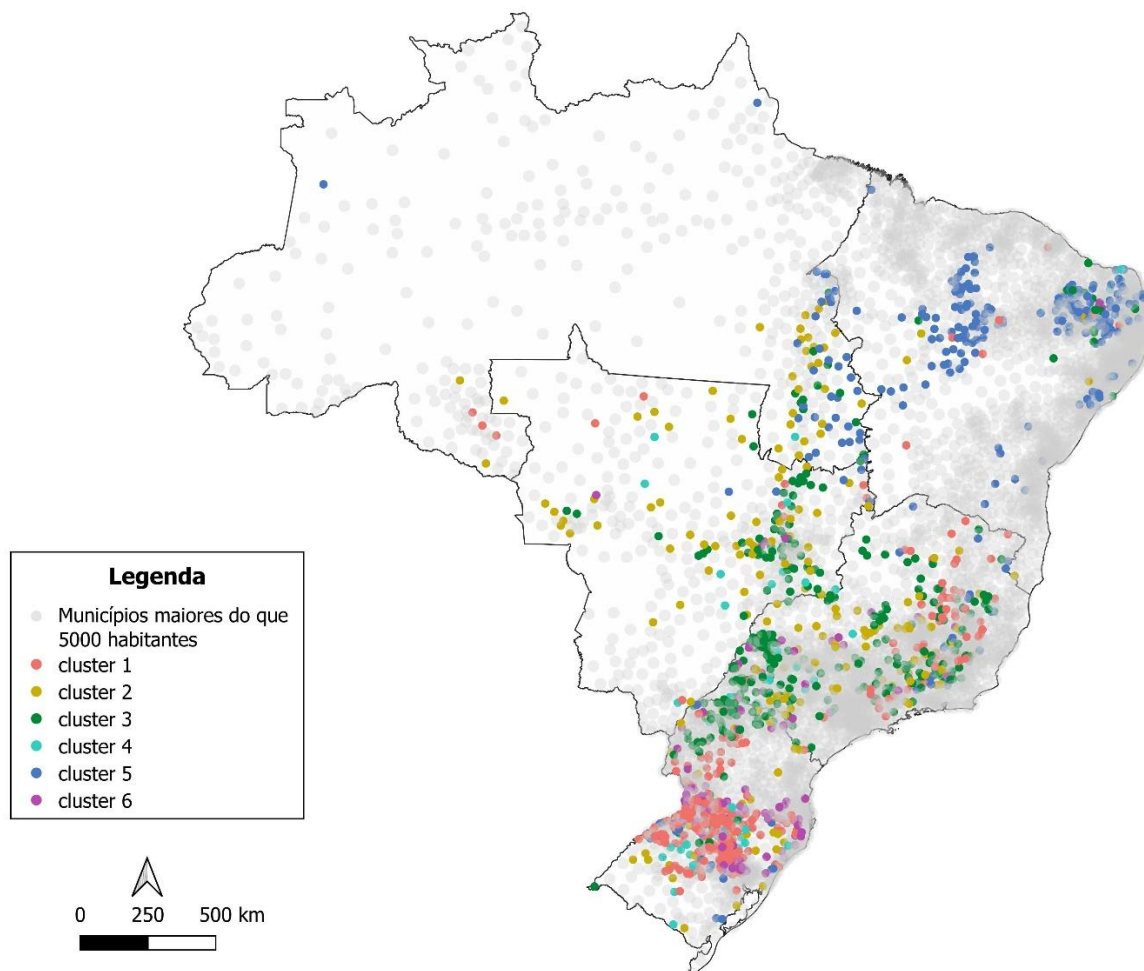 Legenda
Municípios maiores do que
5000 habitantes
cluster 1
cluster 2
cluster 3
cluster 4
cluster 5
cluster 6
0 250 500 km